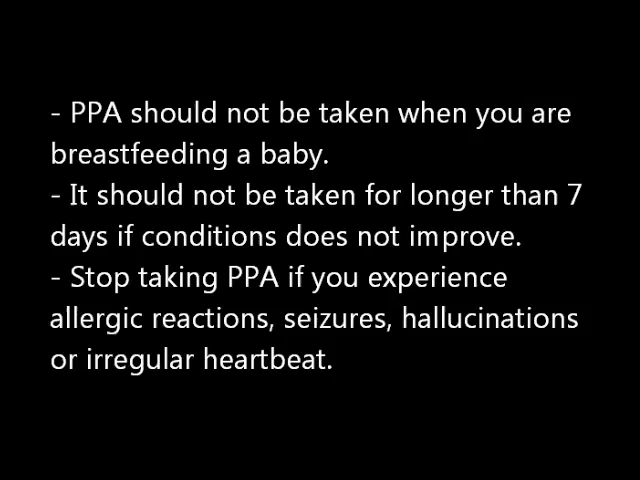 - PPA should not be taken when you are
breastfeeding a baby.
- It should not be taken for longer than 7
days if conditions does not improve.
- Stop taking PPA if you experience
allergic reactions, seizures, hallucinations
or irregular heartbeat.